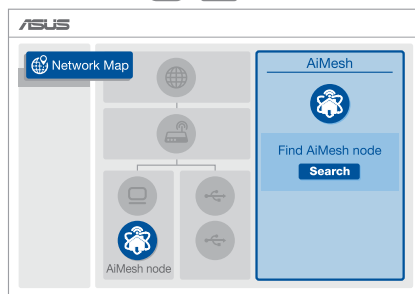 ASUS
Network Map
AiMesh
Find AiMesh node
Search
AiMesh node